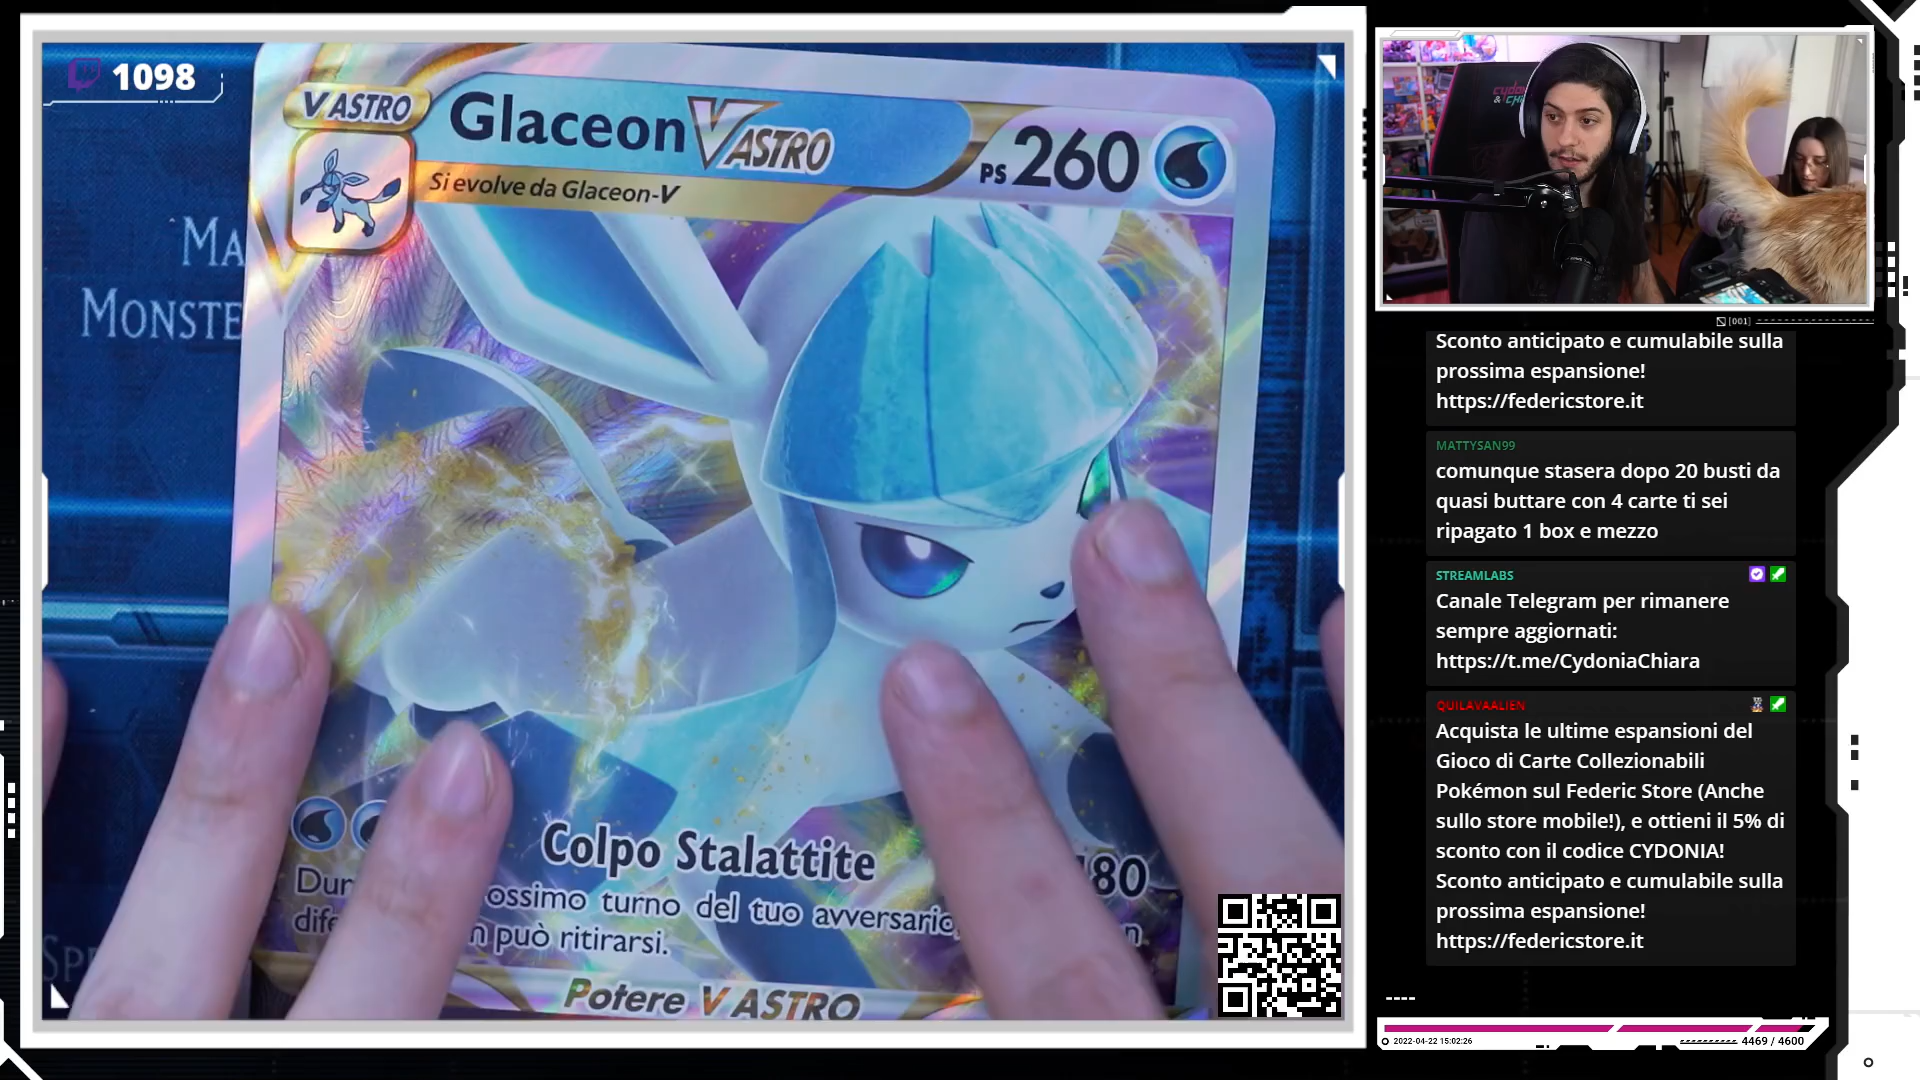 1098
V ASTRO
Glaceon V ASTRO
PS 260
Si evolve da Glaceon-V
MA
MONSTE
Colpo Stalattite
80
ossimo turno del tuo avversario,
n può ritirarsi.
Potere V ASTRO
[001]
Sconto anticipato e cumulabile sulla
prossima espansione!
https://federicstore.it
MATTYSAN99
comunque stasera dopo 20 busti da
quasi buttare con 4 carte ti sei
ripagato 1 box e mezzo
STREAMLABS
Canale Telegram per rimanere
sempre aggiornati:
https://t.me/CydoniaChiara
QUILAVAALIEN
Acquista le ultime espansioni del
Gioco di Carte Collezionabili
Pokémon sul Federic Store (Anche
sullo store mobile!), e ottieni il 5% di
sconto con il codice CYDONIA!
Sconto anticipato e cumulabile sulla
prossima espansione!
https://federicstore.it
----
2022-04-22 15:02:26
4469 / 4600